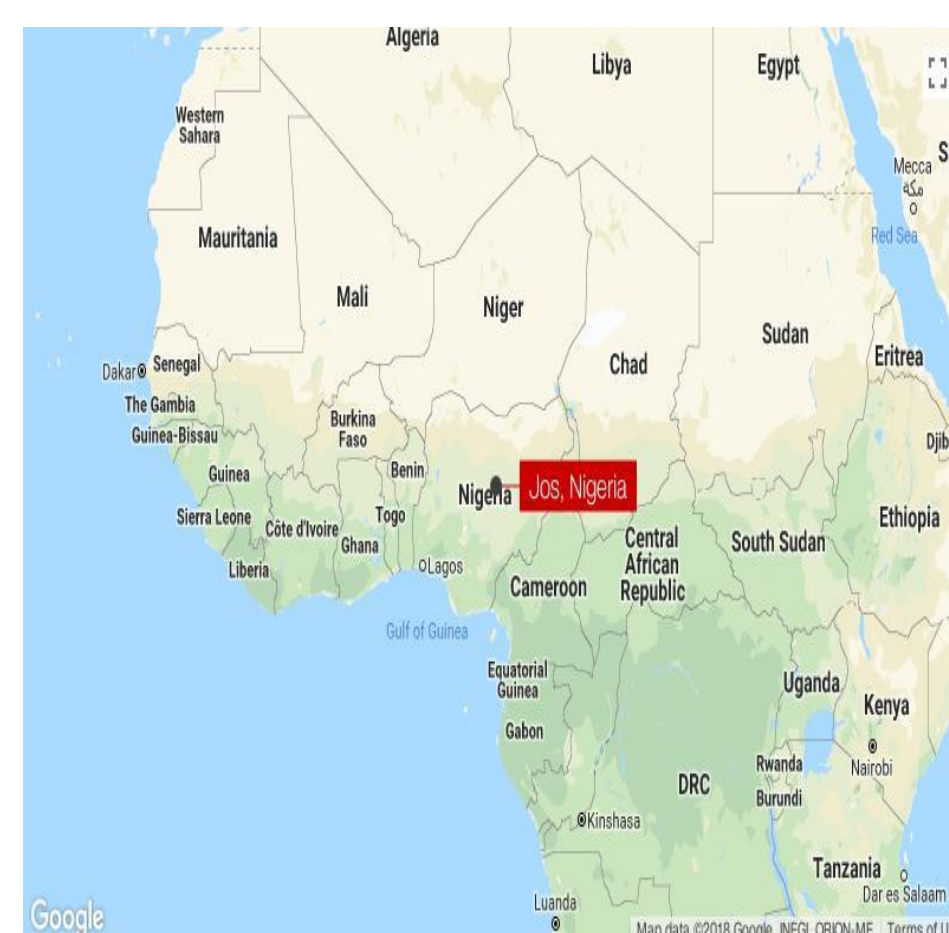 Algeria
Libya
Egypt
Western
Sahara
Mecca
مكة
S
Red Sea
Mauritania
Mali
Niger
Sudan
Chad
Eritrea
Dakar
Senegal
The Gambia
Burkina
Faso
Guinea-Bissau
Djib
Guinea
Benin
Nigeria
Jos, Nigeria
Sierra Leone
Côte d'Ivoire
Togo
Ghana
Ethiopia
Central
African
Republic
South Sudan
Liberia
Lagos
Cameroon
Gulf of Guinea
Equatorial
Guinea
Uganda
Kenya
Gabon
Rwanda
Nairobi
DRC
Burundi
Kinshasa
Tanzania
Dar es Salaam
Luanda
Google
Map data ©2018 Google, INEGI, ORION-ME
Terms of U